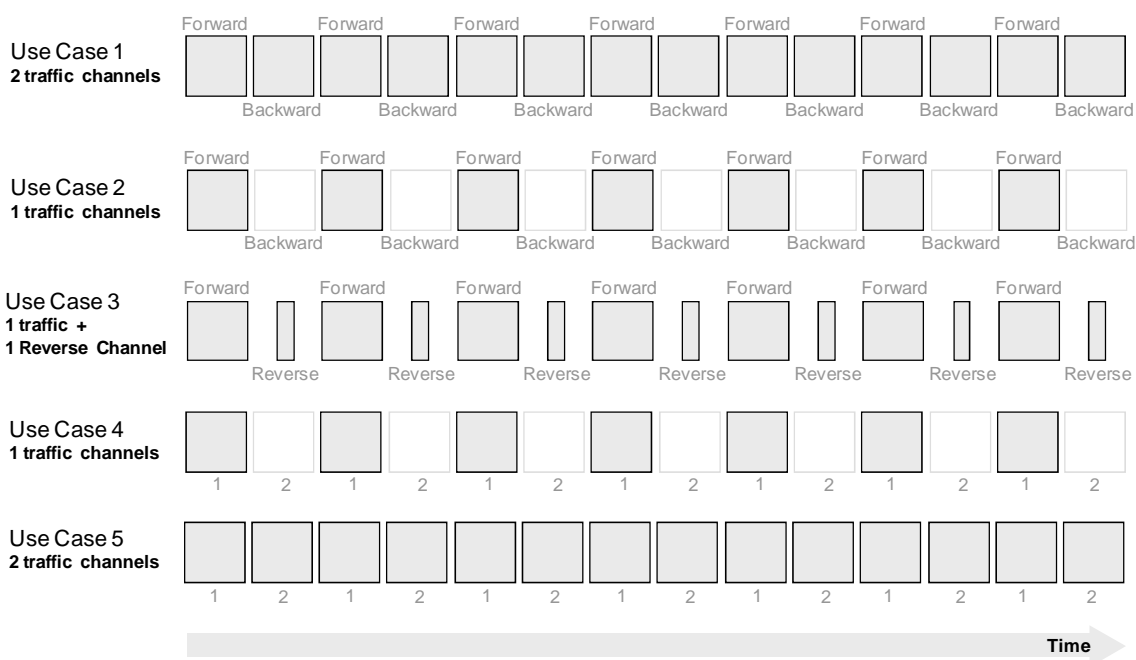 Forward Forward Forward Forward Forward Forward Forward
Use Case 1
2 traffic channels
Backward Backward Backward Backward Backward Backward Backward
Forward Forward Forward Forward Forward Forward Forward
Use Case 2
1 traffic channels
Backward Backward Backward Backward Backward Backward Backward
Forward Forward Forward Forward Forward Forward Forward
Use Case 3
1 traffic +
1 Reverse Channel
Reverse Reverse Reverse Reverse Reverse Reverse Reverse
Use Case 4
1 traffic channels
1 2 1 2 1 2 1 2 1 2 1 2 1 2
Use Case 5
2 traffic channels
1 2 1 2 1 2 1 2 1 2 1 2 1 2
Time